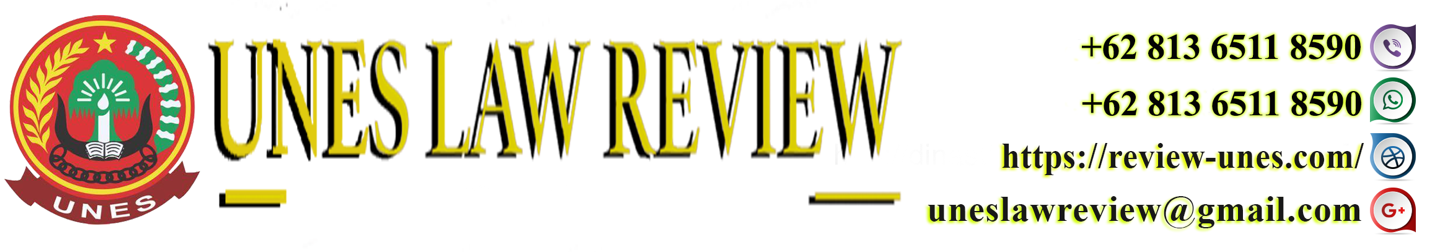 UNES
UNES LAW REVIEW
+62 813 6511 8590
+62 813 6511 8590
https://review-unes.com/
uneslawreview@gmail.com
G+